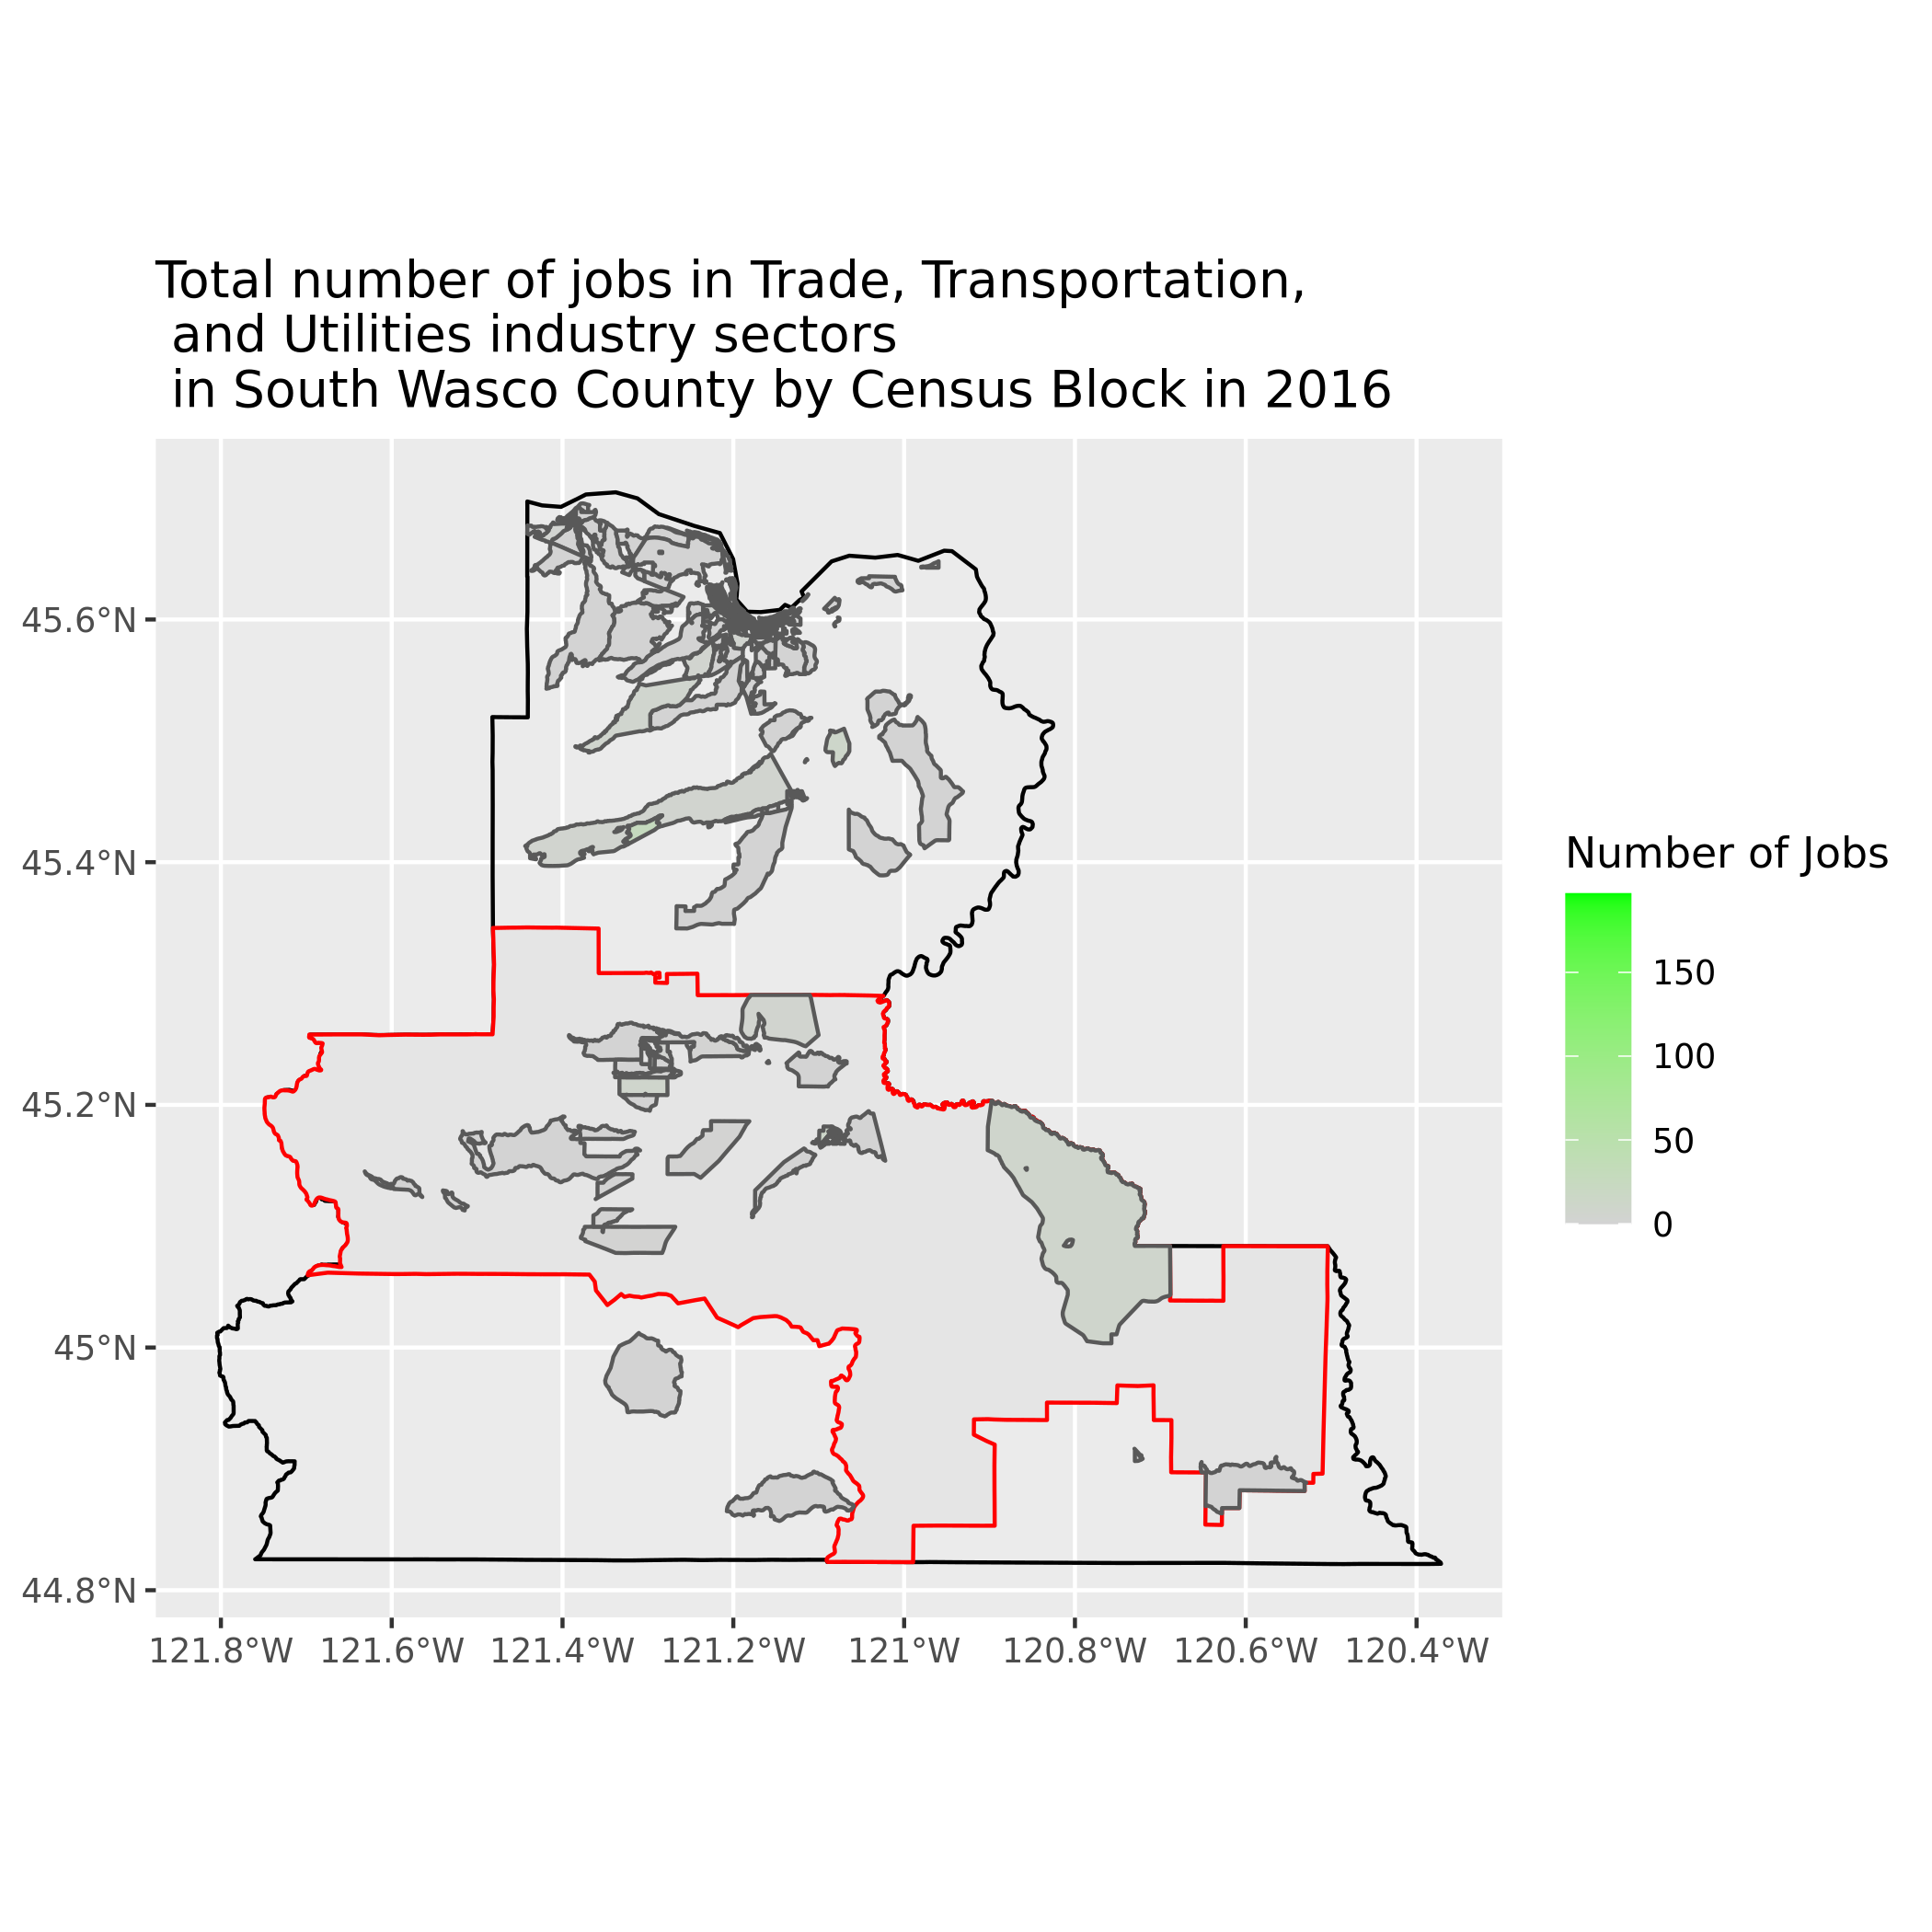 Total number of jobs in Trade, Transportation,
and Utilities industry sectors
in South Wasco County by Census Block in 2016
45.6°N
45.4°N
45.2°N
45°N
44.8°N
121.8°W 121.6°W 121.4°W 121.2°W 121°W 120.8°W 120.6°W 120.4°W
Number of Jobs
150
100
50
0